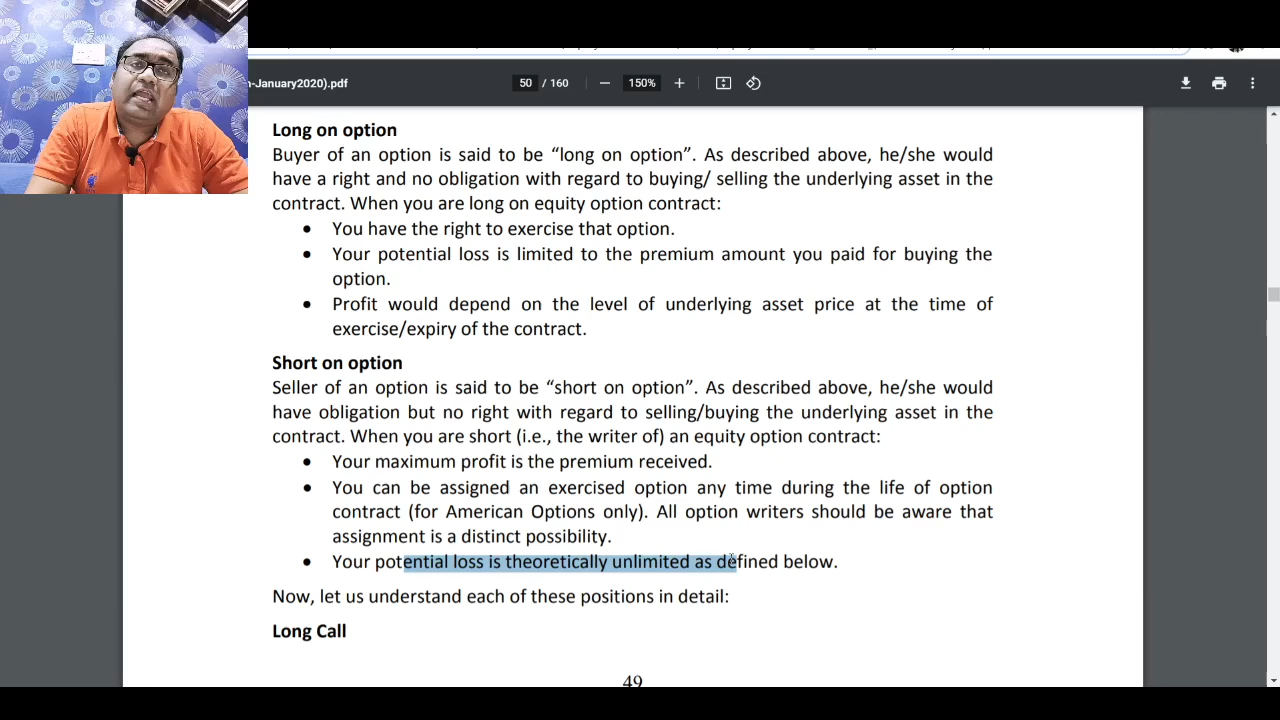 n-January2020).pdf
50 / 160
150%
Long on option
Buyer of an option is said to be “long on option”. As described above, he/she would
have a right and no obligation with regard to buying/ selling the underlying asset in the
contract. When you are long on equity option contract:
• You have the right to exercise that option.
• Your potential loss is limited to the premium amount you paid for buying the
option.
• Profit would depend on the level of underlying asset price at the time of
exercise/expiry of the contract.
Short on option
Seller of an option is said to be “short on option”. As described above, he/she would
have obligation but no right with regard to selling/buying the underlying asset in the
contract. When you are short (i.e., the writer of) an equity option contract:
• Your maximum profit is the premium received.
• You can be assigned an exercised option any time during the life of option
contract (for American Options only). All option writers should be aware that
assignment is a distinct possibility.
• Your potential loss is theoretically unlimited as defined below.
Now, let us understand each of these positions in detail:
Long Call
49